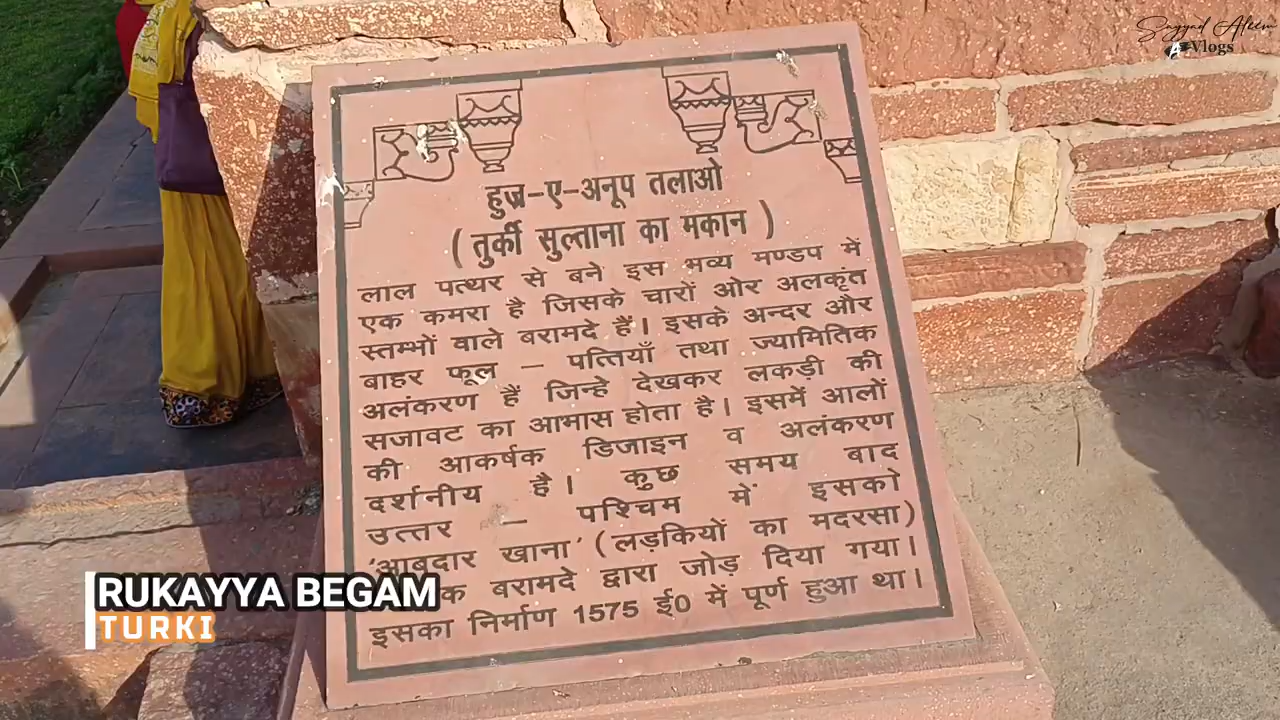 Sayyad Aleem
Vlogs
हुज्र-ए-अनूप तलाओ
( तुर्की सुल्ताना का मकान )
लाल पत्थर से बने इस भव्य मण्डप में
एक कमरा है जिसके चारों ओर अलकृंत
स्तम्भों वाले बरामदे हैं। इसके अन्दर और
बाहर फूल – पत्तियाँ तथा ज्यामितिक
अलंकरण हैं जिन्हे देखकर लकड़ी की
सजावट का आभास होता है। इसमें आलों
की आकर्षक डिजाइन व अलंकरण
दर्शनीय है। कुछ समय बाद
उत्तर – पश्चिम में इसको
'आबदार खाना' (लड़कियों का मदरसा)
बरामदे द्वारा जोड़ दिया गया।
इसका निर्माण 1575 ई0 में पूर्ण हुआ था।
RUKAYYA BEGAM
TURKI